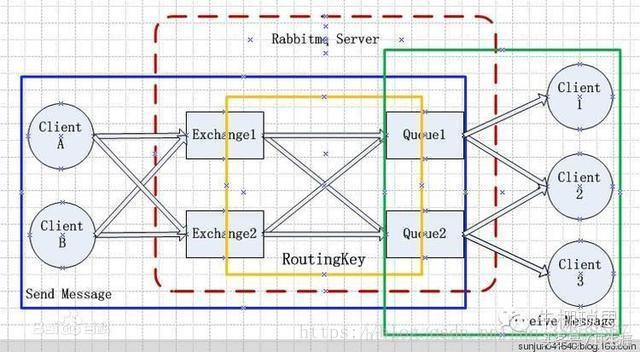 Rabbitmq Server
Client
A
Client
B
Exchange1
Exchange2
Queue1
Queue2
RoutingKey
Client
1
Client
2
Client
3
Send Message
eive Message
sunjun041640.blog.163.com